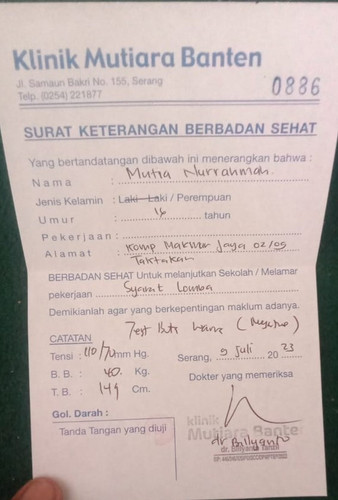 Klinik Mutiara Banten
Jl. Samaun Bakri No. 155, Serang
Telp. (0254) 221877
0886
SURAT KETERANGAN BERBADAN SEHAT
Yang bertandatangan dibawah ini menerangkan bahwa :
Nama : Mutia Nurrahmah.
Jenis Kelamin : Laki-Laki / Perempuan
Umur : 16 tahun
Pekerjaan :
Alamat : Komp Makmur Jaya 02/05
Taktakan
BERBADAN SEHAT Untuk melanjutkan Sekolah / Melamar
pekerjaan Syarat Lomba
Demikianlah agar yang berkepentingan maklum adanya.
Test Buta Warna (Negatif)
CATATAN
Tensi : 110/70 mm Hg.
Serang, 9 Juli 20 23
B. B. : 40 Kg.
Dokter yang memeriksa
T. B. : 149 Cm.
Gol. Darah :
Tanda Tangan yang diuji
klinik
Mutiara Banten
dr Billyanto